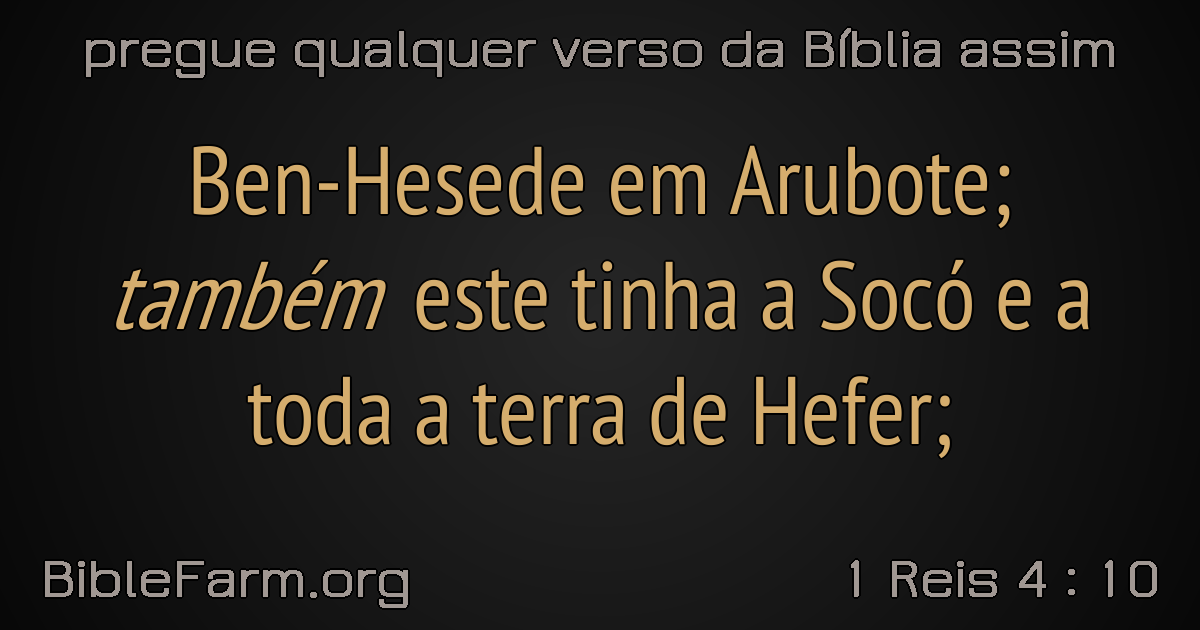 pregue qualquer verso da Bíblia assim
Ben-Hesede em Arubote;
também este tinha a Socó e a
toda a terra de Hefer;
BibleFarm.org
1 Reis 4 : 10